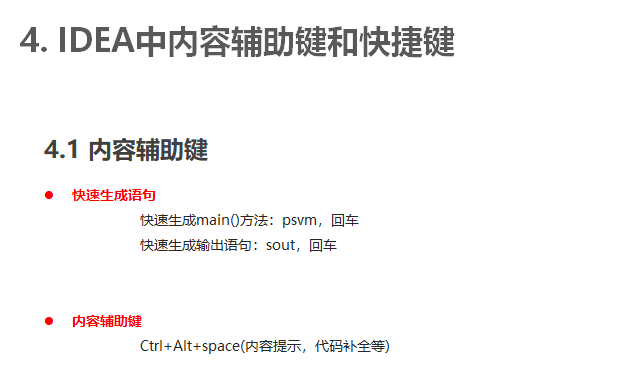 4. IDEA中内容辅助键和快捷键
4.1 内容辅助键
● 快速生成语句
快速生成main()方法：psvm，回车
快速生成输出语句：sout，回车
● 内容辅助键
Ctrl+Alt+space(内容提示，代码补全等)